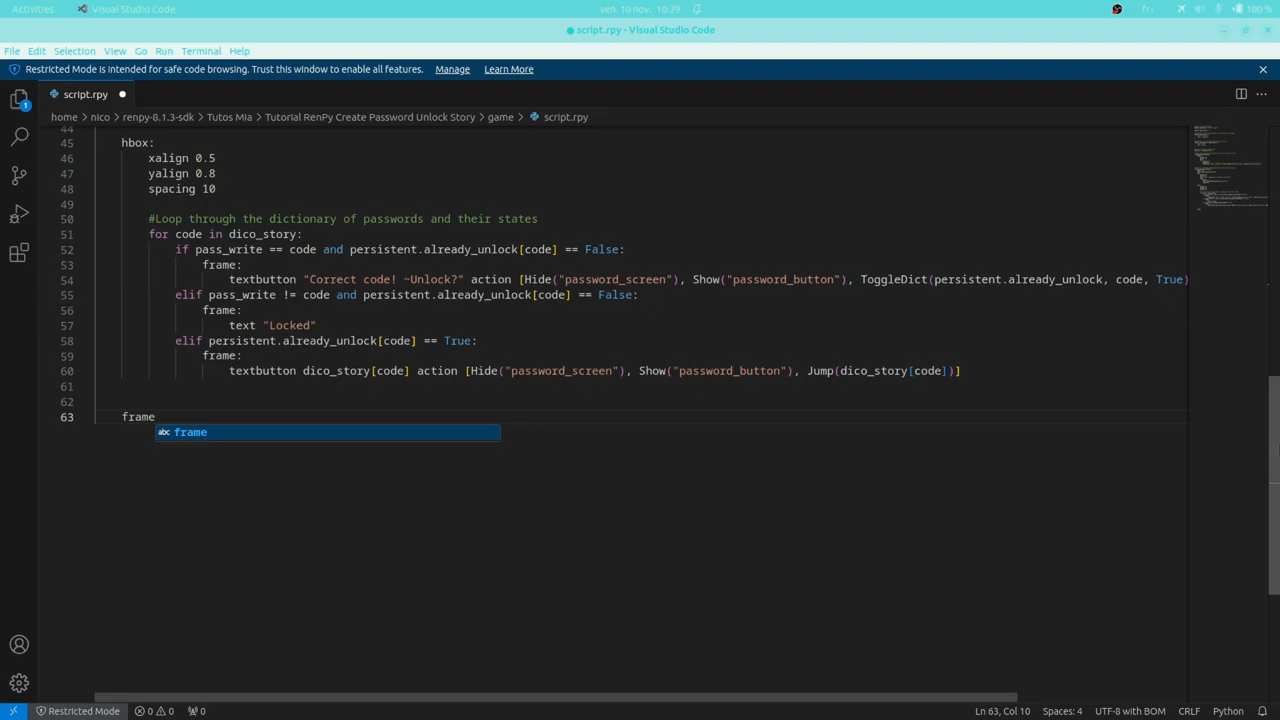 Activities
Visual Studio Code
ven. 10 nov. 10:39
fr₁
100 %
● script.rpy - Visual Studio Code
File Edit Selection View Go Run Terminal Help
Restricted Mode is intended for safe code browsing. Trust this window to enable all features. Manage Learn More
1
script.rpy
home > nico > renpy-8.1.3-sdk > Tutos Mia > Tutorial RenPy Create Password Unlock Story > game > script.rpy
44
45 hbox:
46 xalign 0.5
47 yalign 0.8
48 spacing 10
49
50 #Loop through the dictionary of passwords and their states
51 for code in dico_story:
52 if pass_write == code and persistent.already_unlock[code] == False:
53 frame:
54 textbutton "Correct code! ~Unlock?" action [Hide("password_screen"), Show("password_button"), ToggleDict(persistent.already_unlock, code, True)
55 elif pass_write != code and persistent.already_unlock[code] == False:
56 frame:
57 text "Locked"
58 elif persistent.already_unlock[code] == True:
59 frame:
60 textbutton dico_story[code] action [Hide("password_screen"), Show("password_button"), Jump(dico_story[code])]
61
62
63 frame
abc frame
Restricted Mode 0 0 0 Ln 63, Col 10 Spaces: 4 UTF-8 with BOM CRLF Python